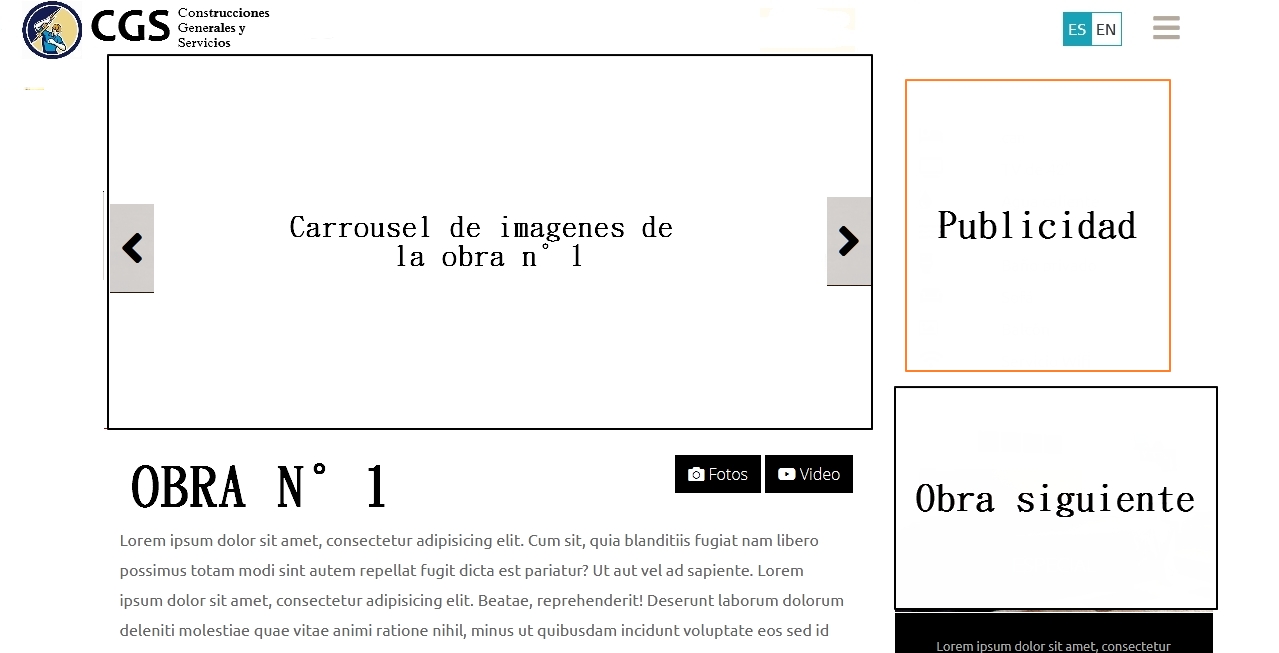 CGS
Construcciones
Generales y
Servicios
ES EN
Carrousel de imagenes de
la obra n° 1
Publicidad
OBRA N° 1
Fotos
Video
Lorem ipsum dolor sit amet, consectetur adipisicing elit. Cum sit, quia blanditiis fugiat nam libero
possimus totam modi sint autem repellat fugit dicta est pariatur? Ut aut vel ad sapiente. Lorem
ipsum dolor sit amet, consectetur adipisicing elit. Beatae, reprehenderit! Deserunt laborum dolorum
deleniti molestiae quae vitae animi ratione nihil, minus ut quibusdam incidunt voluptate eos sed id
Obra siguiente
Lorem ipsum dolor sit amet, consectetur